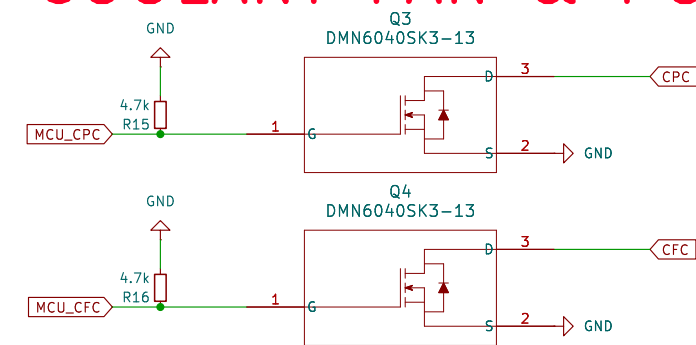 Q3
DMN6040SK3-13
GND
D 3 CPC
4.7k
R15
MCU_CPC 1 G
S 2 GND
Q4
DMN6040SK3-13
GND
D 3 CFC
4.7k
R16
MCU_CFC 1 G
S 2 GND